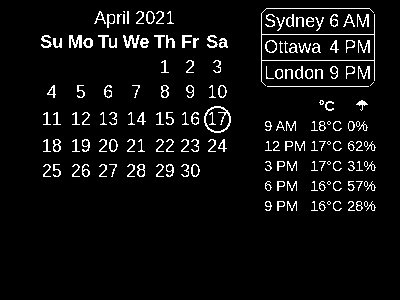 April 2021
Su Mo Tu We Th Fr Sa
1 2 3
4 5 6 7 8 9 10
11 12 13 14 15 16 17
18 19 20 21 22 23 24
25 26 27 28 29 30
Sydney 6 AM
Ottawa 4 PM
London 9 PM
°C ☂
9 AM 18°C 0%
12 PM 17°C 62%
3 PM 17°C 31%
6 PM 16°C 57%
9 PM 16°C 28%